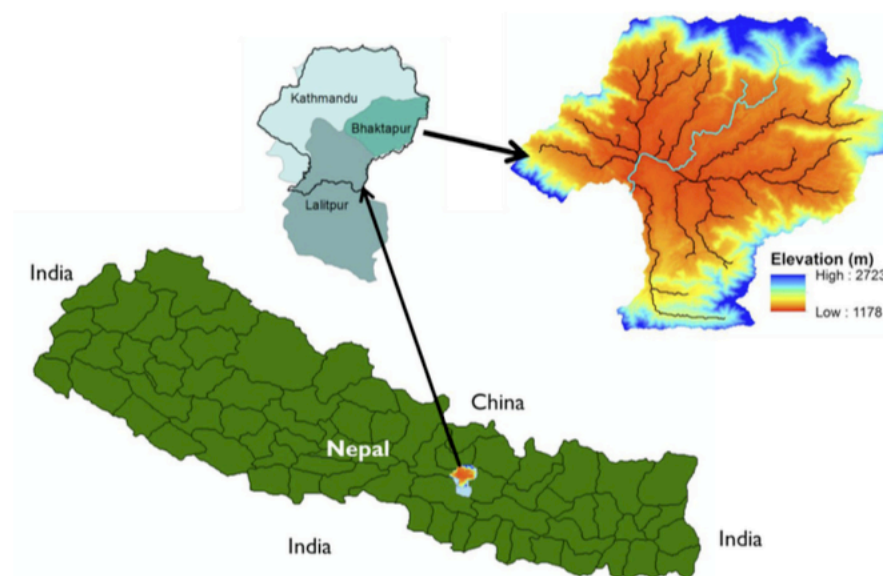 Kathmandu
Bhaktapur
Lalitpur
Elevation (m)
High : 2723
Low : 1178
India
China
Nepal
India
India